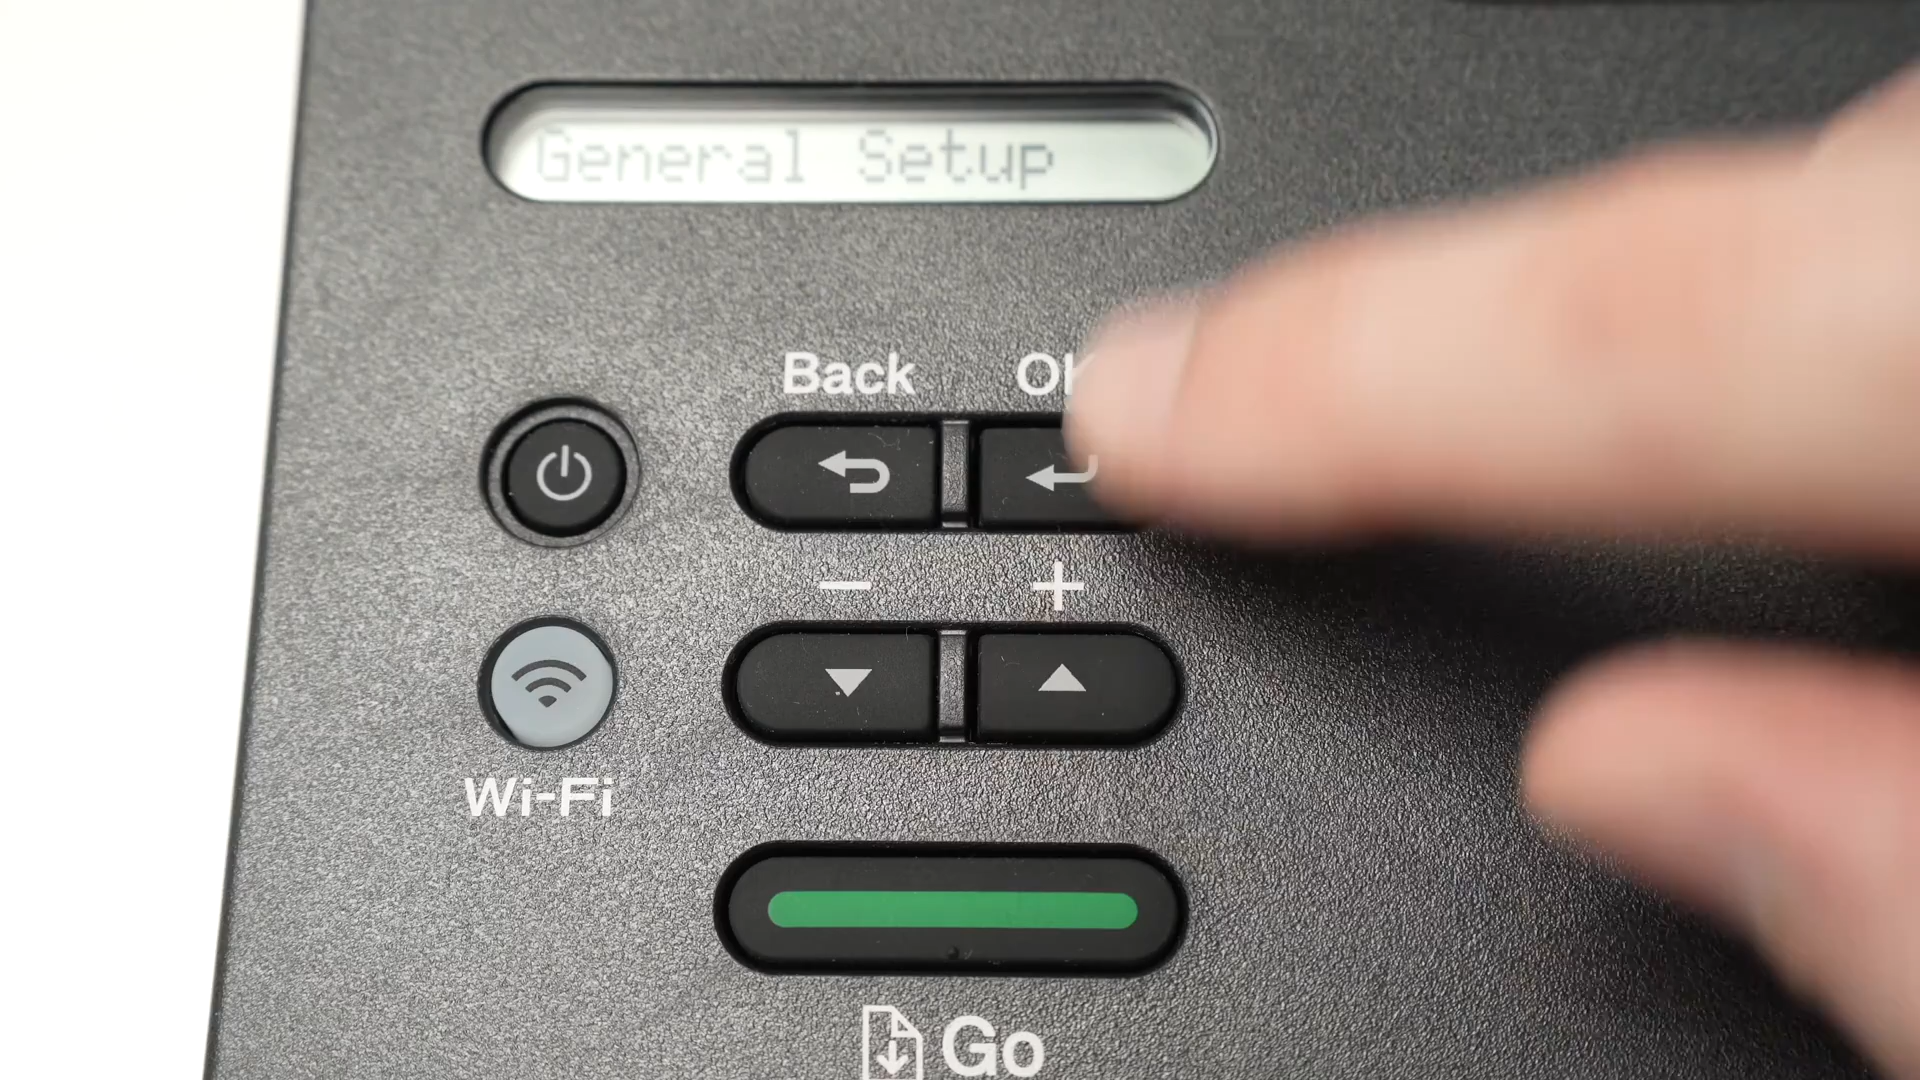 General Setup
Back
−
+
Wi-Fi
Go